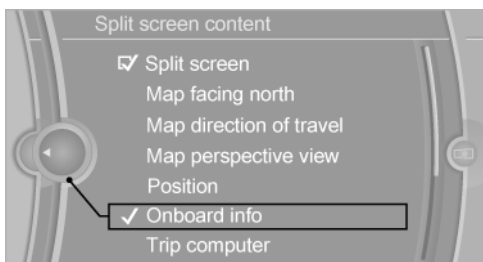 Split screen content
Split screen
Map facing north
Map direction of travel
Map perspective view
Position
Onboard info
Trip computer